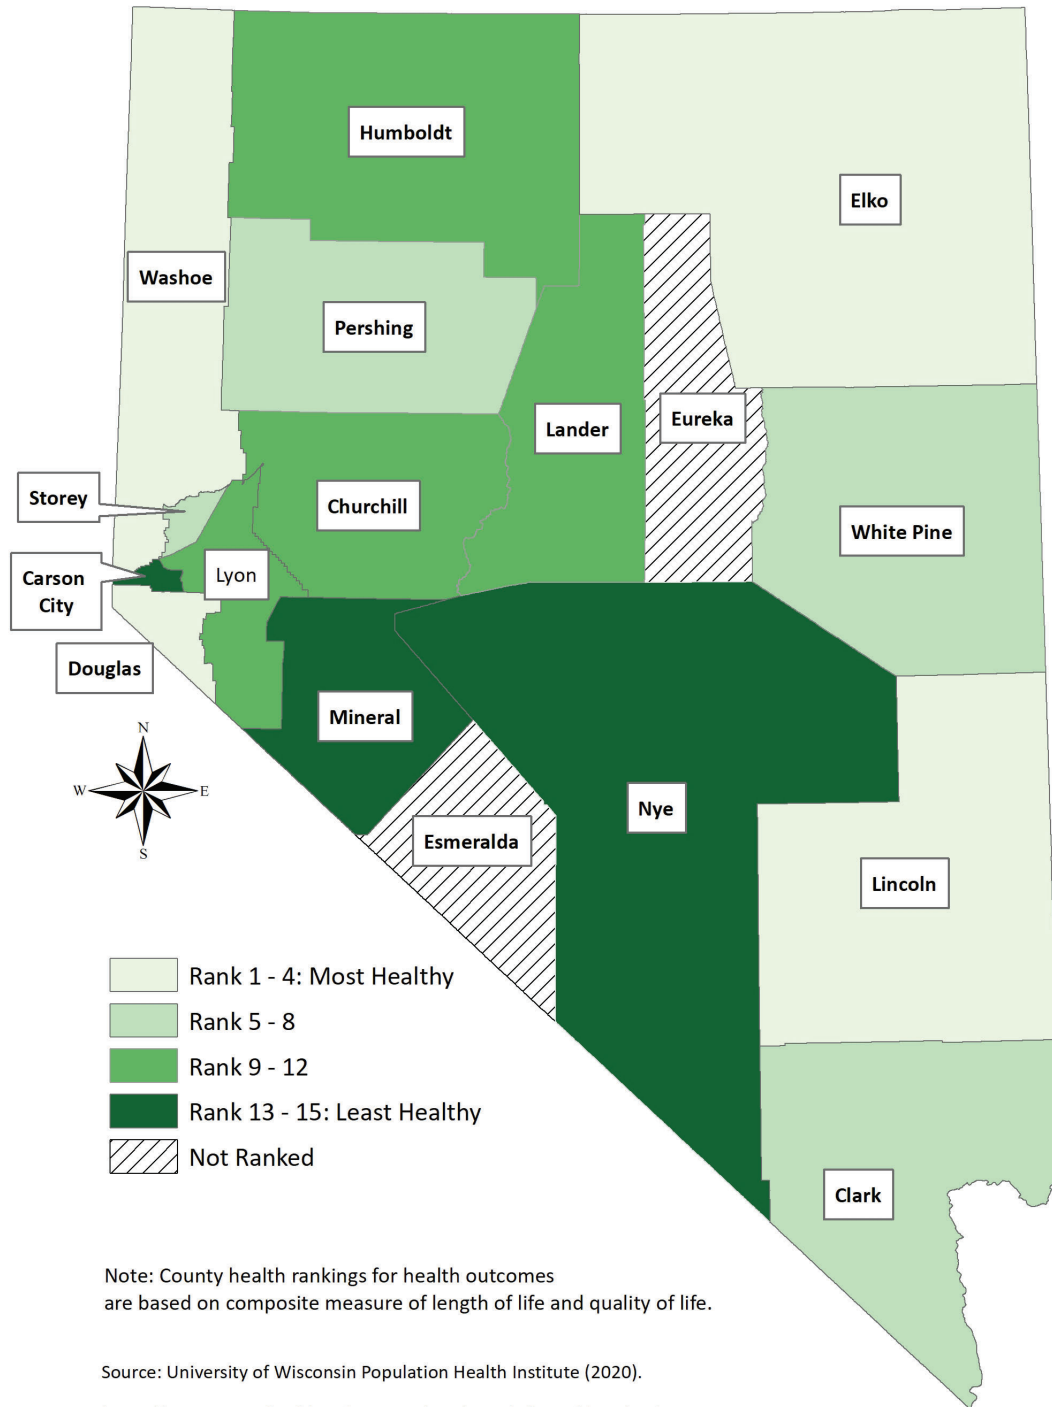 Humboldt
Elko
Washoe
Pershing
Eureka
Lander
Storey
Churchill
White Pine
Carson
City
Lyon
Douglas
Mineral
N
W
E
S
Nye
Esmeralda
Lincoln
Rank 1 - 4: Most Healthy
Rank 5 - 8
Rank 9 - 12
Rank 13 - 15: Least Healthy
Not Ranked
Clark
Note: County health rankings for health outcomes
are based on composite measure of length of life and quality of life.
Source: University of Wisconsin Population Health Institute (2020).